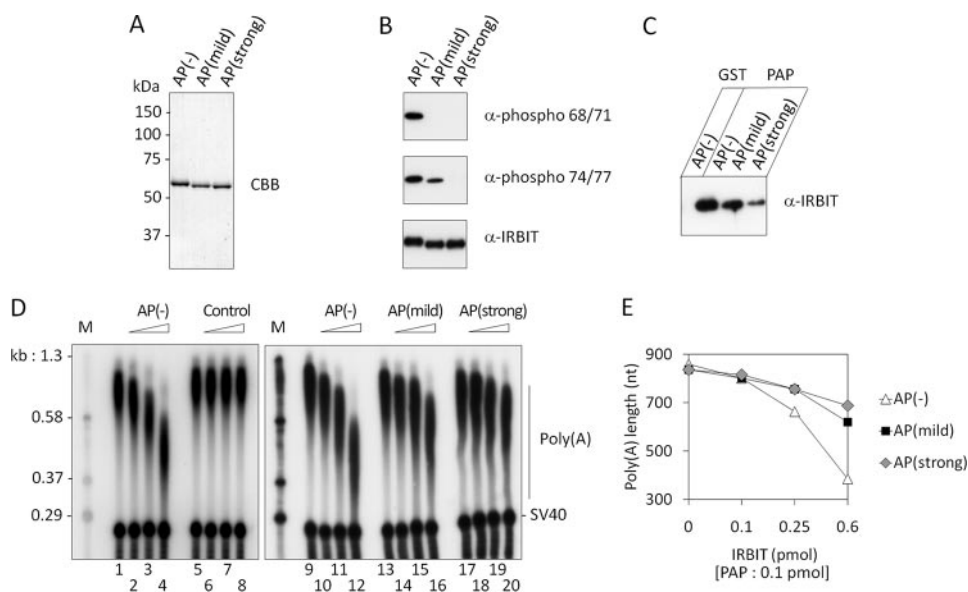 A
AP(-) AP(mild) AP(strong)
kDa
150
100
75
50
37
CBB
B
AP(-) AP(mild) AP(strong)
α-phospho 68/71
α-phospho 74/77
α-IRBIT
C
GST PAP
AP(-) AP(-) AP(mild) AP(strong)
α-IRBIT
D
M AP(-) Control M AP(-) AP(mild) AP(strong)
kb : 1.3
0.58
0.37
0.29
Poly(A)
SV40
1 3 5 7 9 11 13 15 17 19
2 4 6 8 10 12 14 16 18 20
E
Poly(A) length (nt)
900
700
500
300
0 0.1 0.25 0.6
IRBIT (pmol)
[PAP : 0.1 pmol]
AP(-)
AP(mild)
AP(strong)